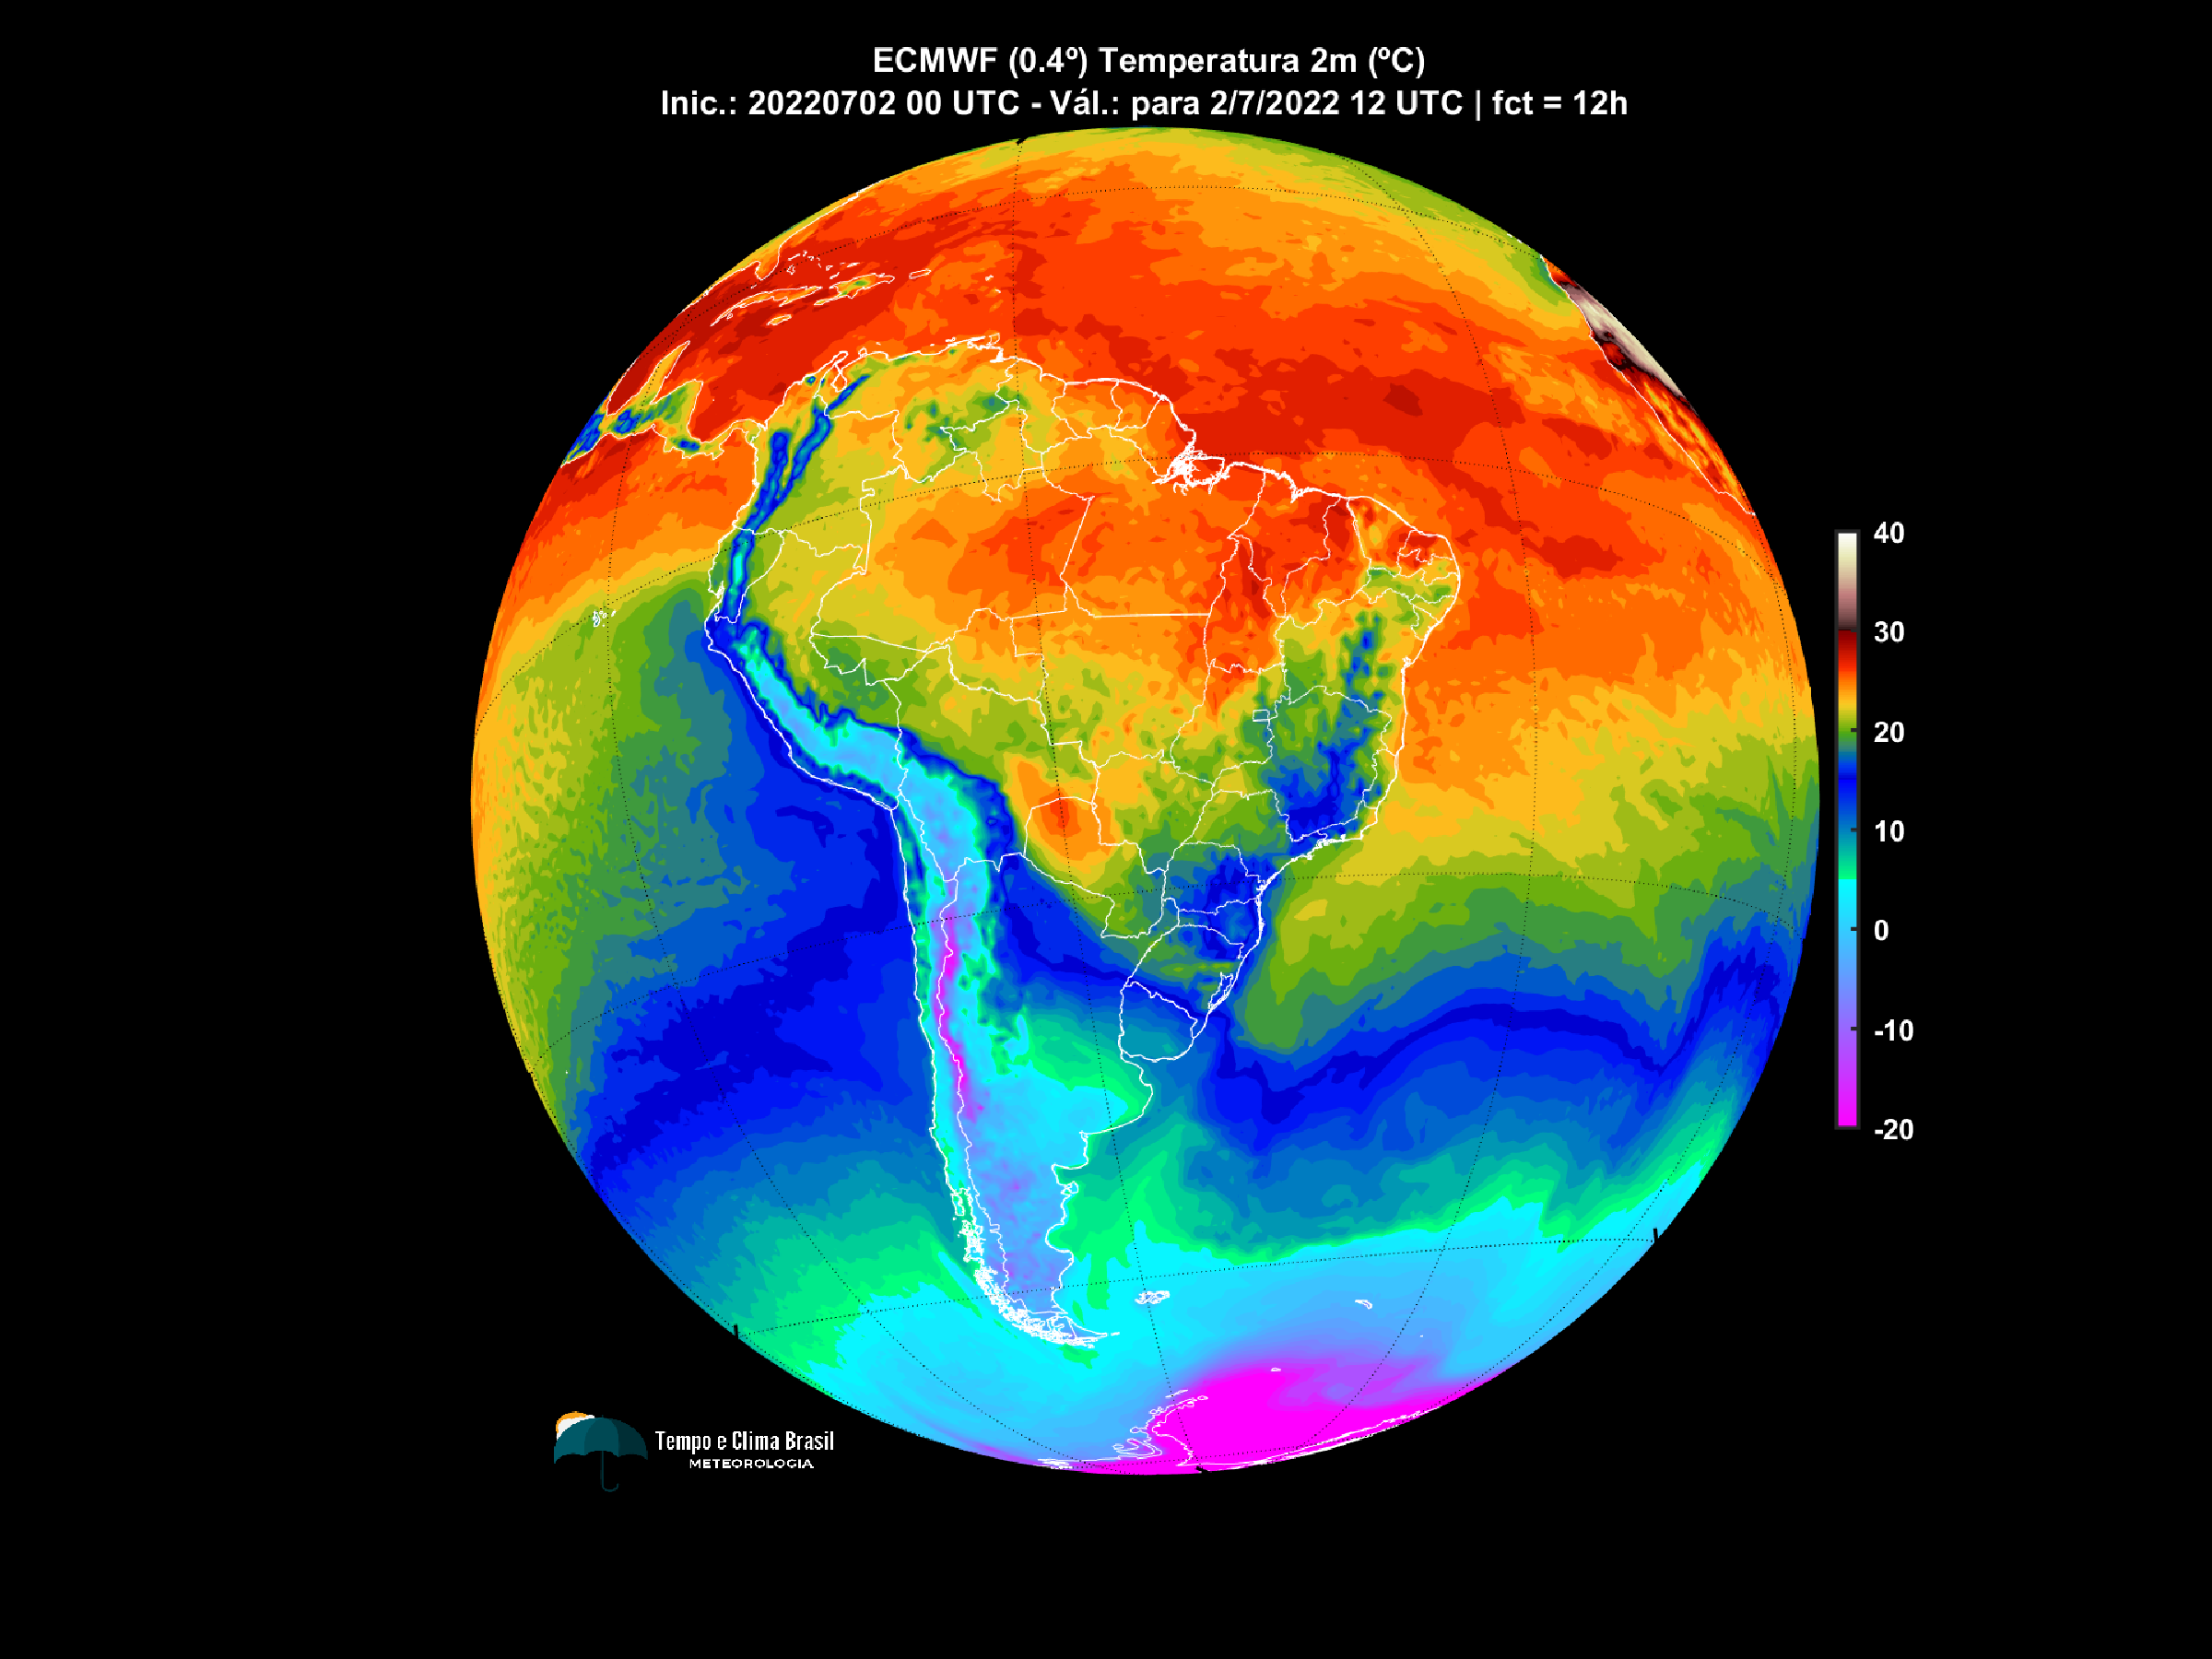 ECMWF (0.4º) Temperatura 2m (ºC)
Inic.: 20220702 00 UTC - Vál.: para 2/7/2022 12 UTC | fct = 12h
40
30
20
10
0
-10
-20
Tempo e Clima Brasil
METEOROLOGIA